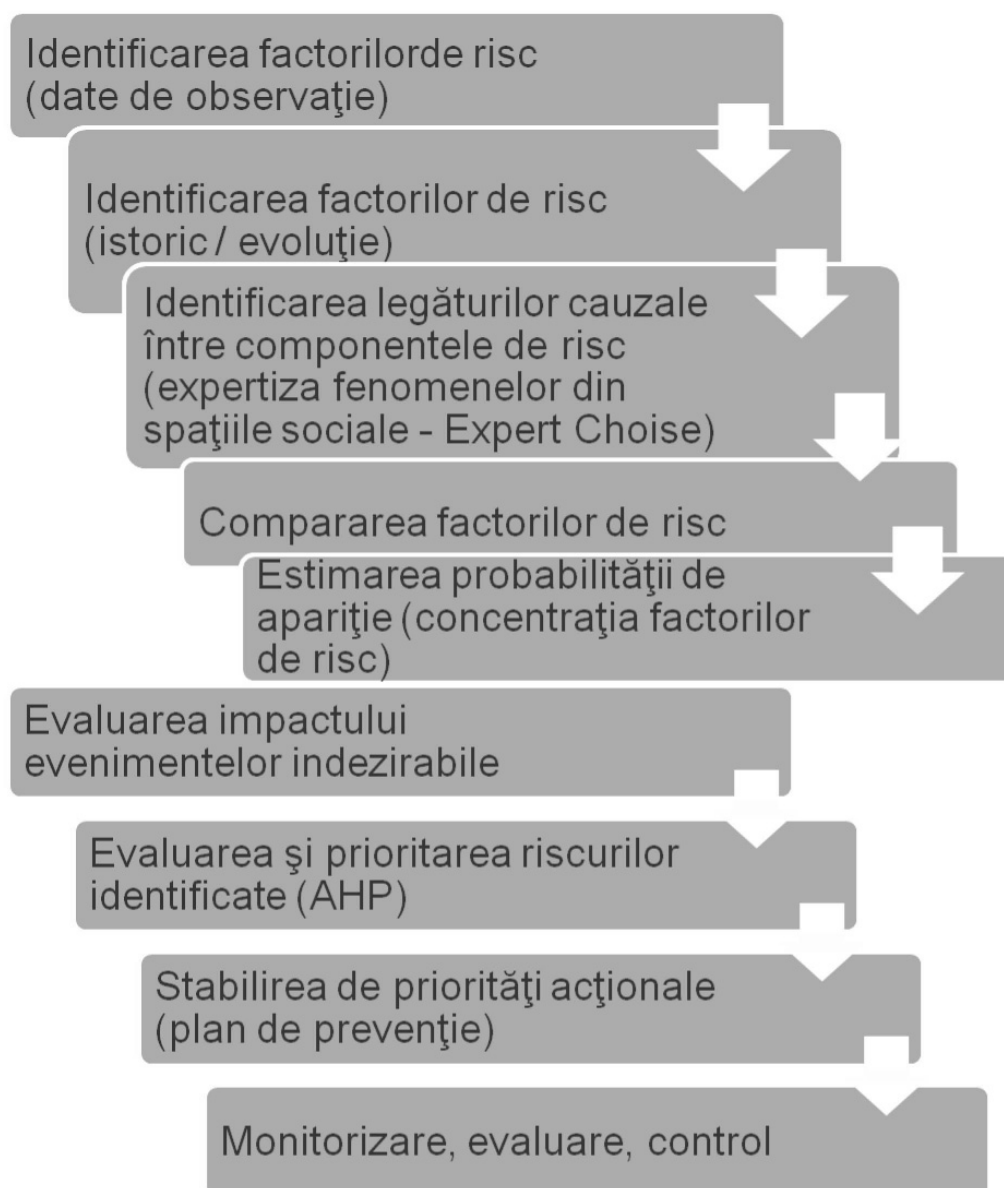 Identificarea factorilorde risc
(date de observaţie)
Identificarea factorilor de risc
(istoric / evoluţie)
Identificarea legăturilor cauzale
între componentele de risc
(expertiza fenomenelor din
spaţiile sociale - Expert Choise)
Compararea factorilor de risc
Estimarea probabilităţii de
apariţie (concentraţia factorilor
de risc)
Evaluarea impactului
evenimentelor indezirabile
Evaluarea şi prioritarea riscurilor
identificate (AHP)
Stabilirea de priorităţi acţionale
(plan de prevenţie)
Monitorizare, evaluare, control